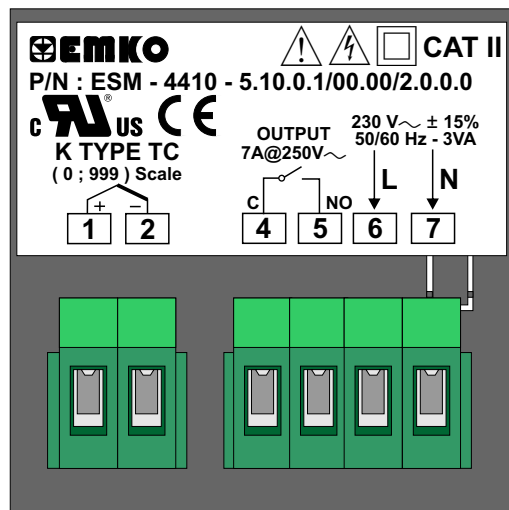 EMKO CAT II
P/N : ESM - 4410 - 5.10.0.1/00.00/2.0.0.0
c RU ® US CE
K TYPE TC
( 0 ; 999 ) Scale
+ −
1 2
OUTPUT
7A@250V~
C NO
4 5
230 V~ ± 15%
50/60 Hz - 3VA
L N
6 7